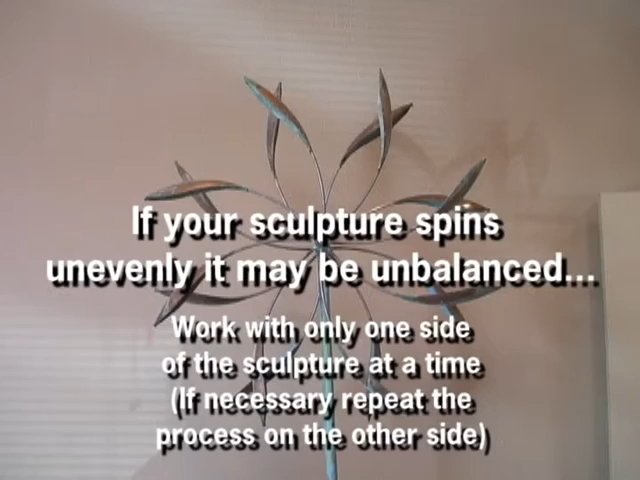 If your sculpture spins
unevenly it may be unbalanced...
Work with only one side
of the sculpture at a time
(If necessary repeat the
process on the other side)